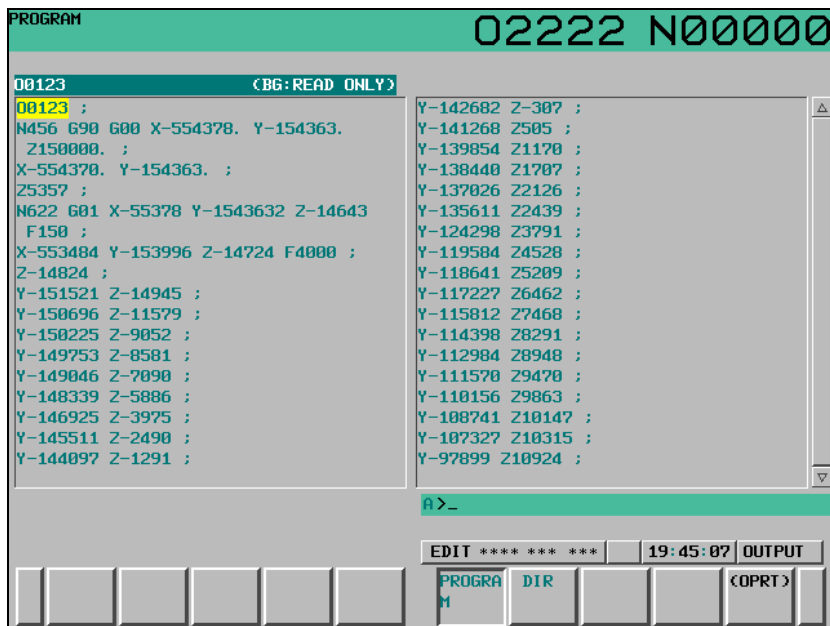 PROGRAM
O2222 N00000
O0123 (BG:READ ONLY)
O0123 ;
N456 G90 G00 X-554378. Y-154363.
Z150000. ;
X-554370. Y-154363. ;
Z5357 ;
N622 G01 X-55378 Y-1543632 Z-14643
F150 ;
X-553484 Y-153996 Z-14724 F4000 ;
Z-14824 ;
Y-151521 Z-14945 ;
Y-150696 Z-11579 ;
Y-150225 Z-9052 ;
Y-149753 Z-8581 ;
Y-149046 Z-7090 ;
Y-148339 Z-5886 ;
Y-146925 Z-3975 ;
Y-145511 Z-2490 ;
Y-144097 Z-1291 ;
Y-142682 Z-307 ;
Y-141268 Z505 ;
Y-139854 Z1170 ;
Y-138440 Z1707 ;
Y-137026 Z2126 ;
Y-135611 Z2439 ;
Y-124298 Z3791 ;
Y-119584 Z4528 ;
Y-118641 Z5209 ;
Y-117227 Z6462 ;
Y-115812 Z7468 ;
Y-114398 Z8291 ;
Y-112984 Z8948 ;
Y-111570 Z9470 ;
Y-110156 Z9863 ;
Y-108741 Z10147 ;
Y-107327 Z10315 ;
Y-97899 Z10924 ;
A>_
EDIT **** *** *** 19:45:07 OUTPUT
PROGRA DIR (OPRT)
M